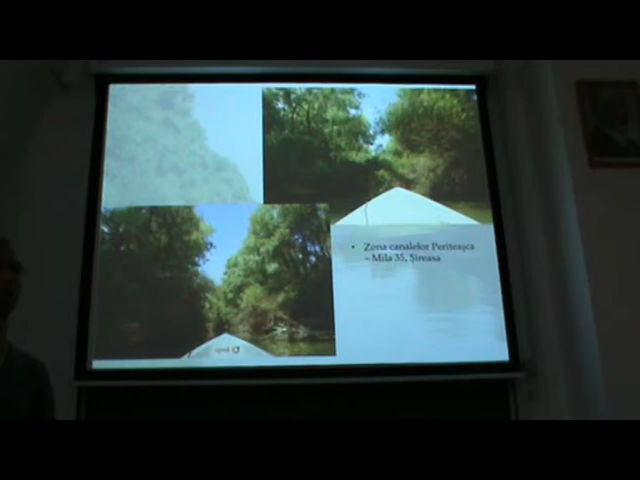 • Zona canalelor Periteașca
– Mila 35, Șireasa